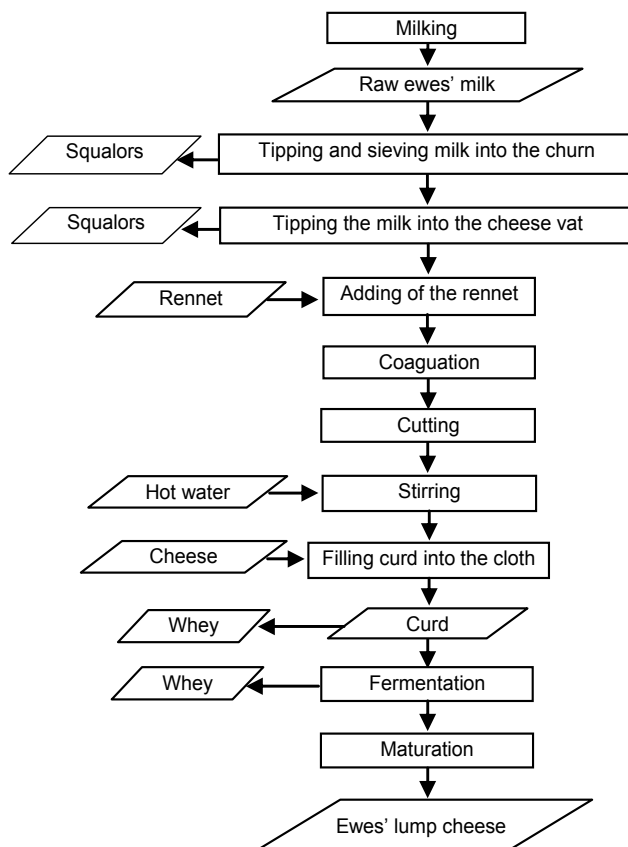 Milking
Raw ewes’ milk
Squalors
Tipping and sieving milk into the churn
Squalors
Tipping the milk into the cheese vat
Rennet
Adding of the rennet
Coaguation
Cutting
Hot water
Stirring
Cheese
Filling curd into the cloth
Whey
Curd
Whey
Fermentation
Maturation
Ewes’ lump cheese